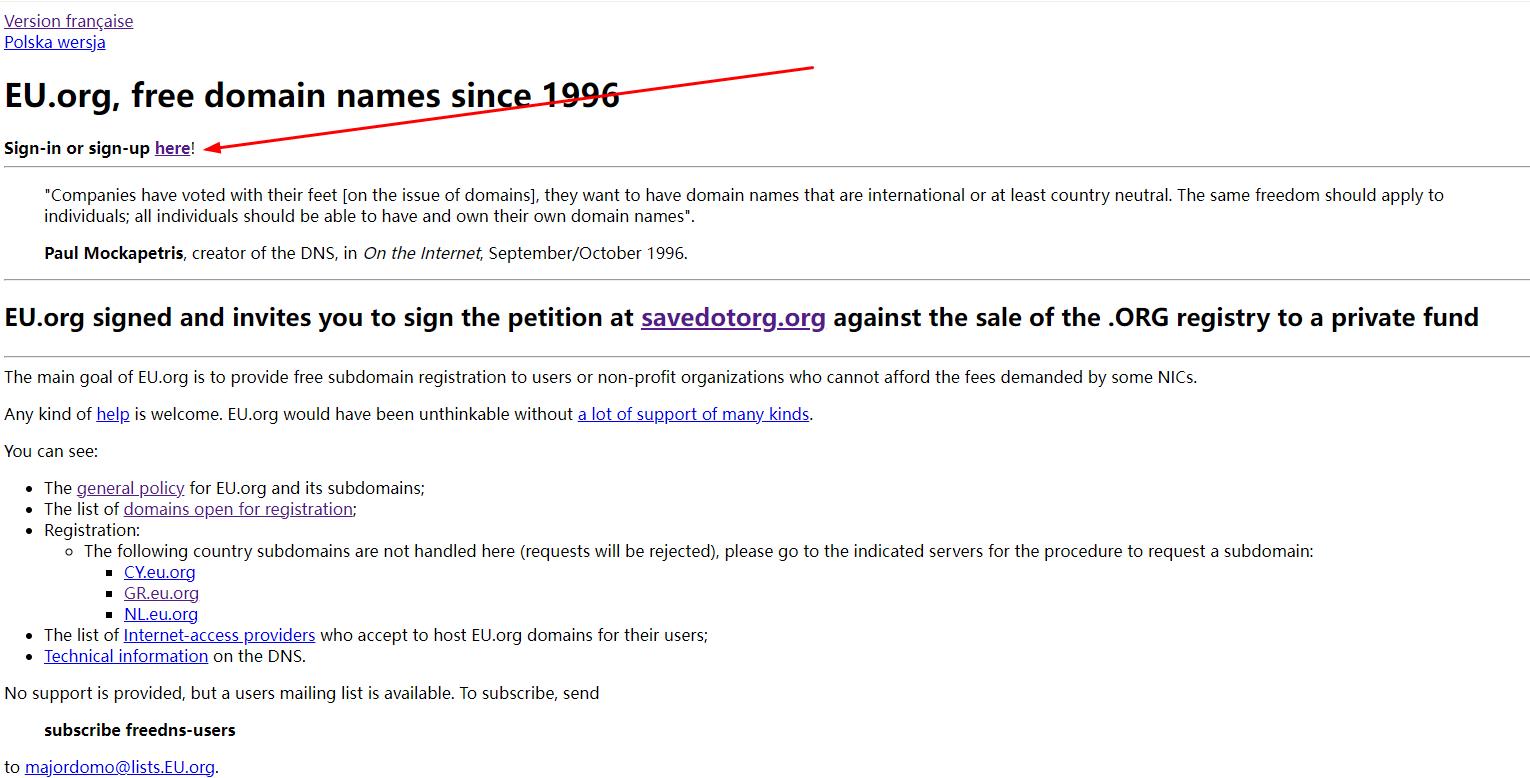 Version française
Polska wersja
EU.org, free domain names since 1996
Sign-in or sign-up here!
"Companies have voted with their feet [on the issue of domains], they want to have domain names that are international or at least country neutral. The same freedom should apply to
individuals; all individuals should be able to have and own their own domain names".
Paul Mockapetris, creator of the DNS, in On the Internet, September/October 1996.
EU.org signed and invites you to sign the petition at savedotorg.org against the sale of the .ORG registry to a private fund
The main goal of EU.org is to provide free subdomain registration to users or non-profit organizations who cannot afford the fees demanded by some NICs.
Any kind of help is welcome. EU.org would have been unthinkable without a lot of support of many kinds.
You can see:
The general policy for EU.org and its subdomains;
The list of domains open for registration;
Registration:
The following country subdomains are not handled here (requests will be rejected), please go to the indicated servers for the procedure to request a subdomain:
CY.eu.org
GR.eu.org
NL.eu.org
The list of Internet-access providers who accept to host EU.org domains for their users;
Technical information on the DNS.
No support is provided, but a users mailing list is available. To subscribe, send
subscribe freedns-users
to majordomo@lists.EU.org.